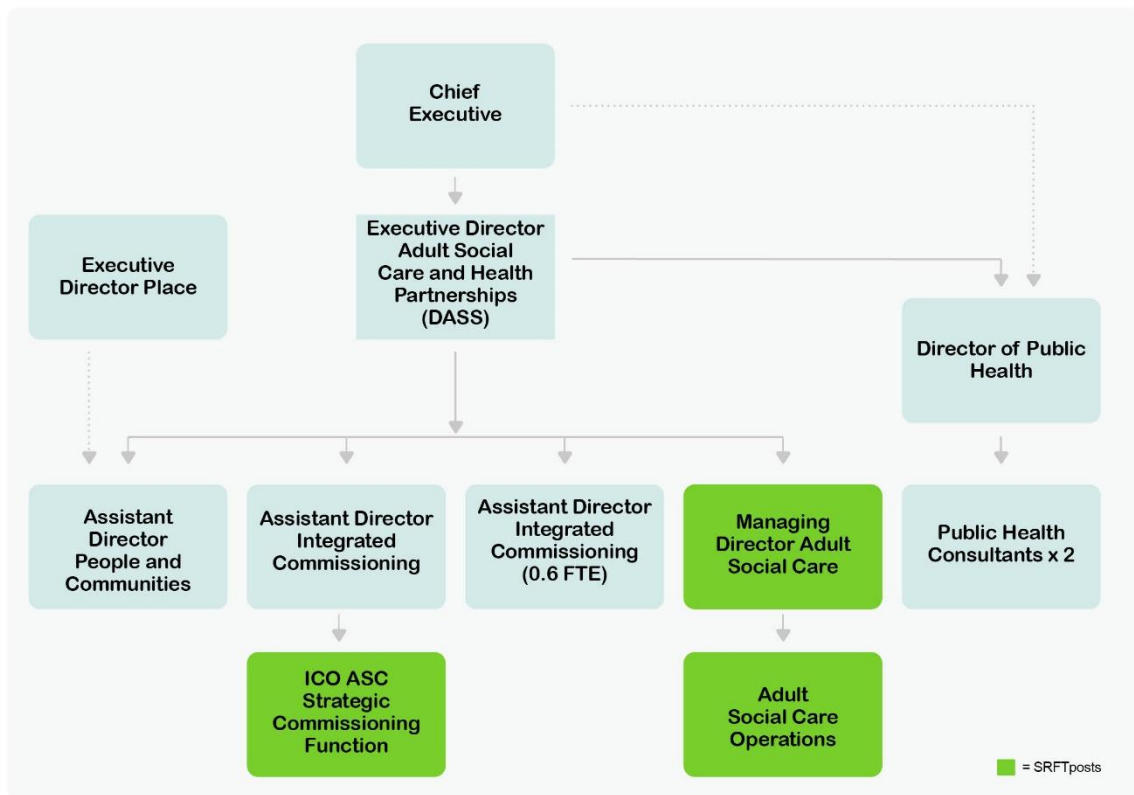 Chief
Executive
Executive Director
Adult Social
Care and Health
Partnerships
(DASS)
Executive
Director Place
Director of Public
Health
Assistant
Director
People and
Communities
Assistant Director
Integrated
Commissioning
Assistant Director
Integrated
Commissioning
(0.6 FTE)
Managing
Director Adult
Social Care
Public Health
Consultants x 2
ICO ASC
Strategic
Commissioning
Function
Adult
Social Care
Operations
= SRFTposts